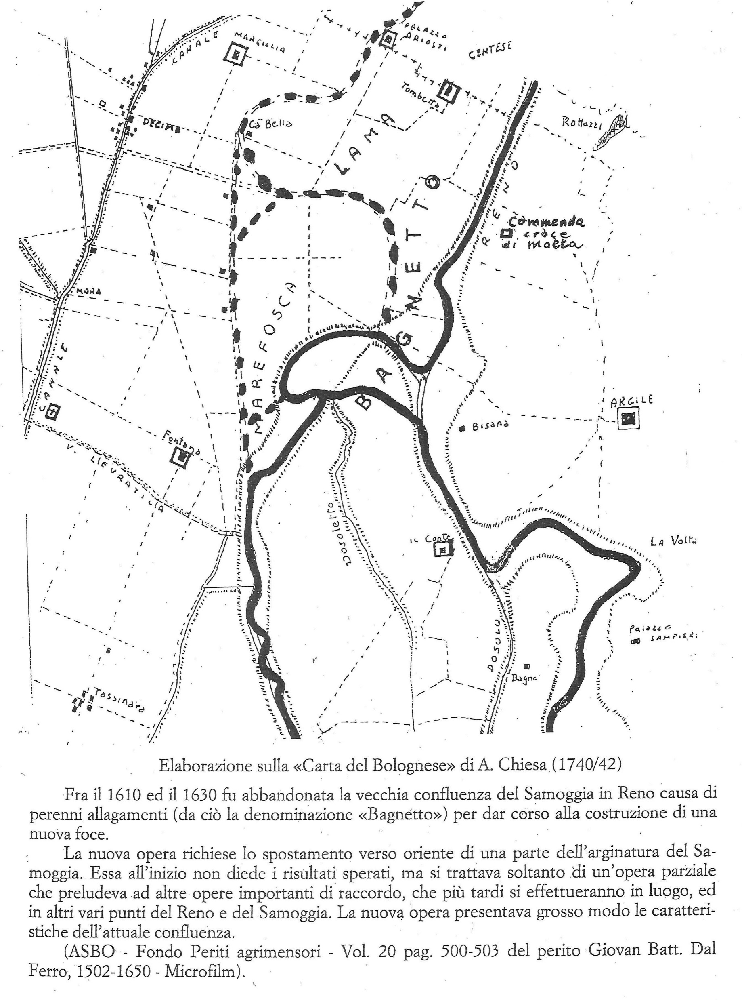 PALAZZO
ARIOSTI
CENTESE
CANALE
MARSIGLIA
Tombetta
Rottazzi
DECIMA
Cà Bella
LAMA
RENO
Commenda
croce
di Malta
BAGNETTO
MORA
MAREFOSCA
CANALE
ARGILE
Bisana
Fontana
V. LIEVRATILIA
Dosoletto
IL Conte
LA Volta
DOSOLO
Palazzo
SAMPIERI
Bagno
Tassinara
Elaborazione sulla «Carta del Bolognese» di A. Chiesa (1740/42)
Fra il 1610 ed il 1630 fu abbandonata la vecchia confluenza del Samoggia in Reno causa di
perenni allagamenti (da ciò la denominazione «Bagnétto») per dar corso alla costruzione di una
nuova foce.
La nuova opera richiese lo spostamento verso oriente di una parte dell'arginatura del Sa-
moggia. Essa all'inizio non diede i risultati sperati, ma si trattava soltanto di un'opera parziale
che preludeva ad altre opere importanti di raccordo, che più tardi si effettueranno in luogo, ed
in altri vari punti del Reno e del Samoggia. La nuova opera presentava grosso modo le caratteri-
stiche dell'attuale confluenza.
(ASBO - Fondo Periti agrimensori - Vol. 20 pag. 500-503 del perito Giovan Batt. Dal
Ferro, 1502-1650 - Microfilm).